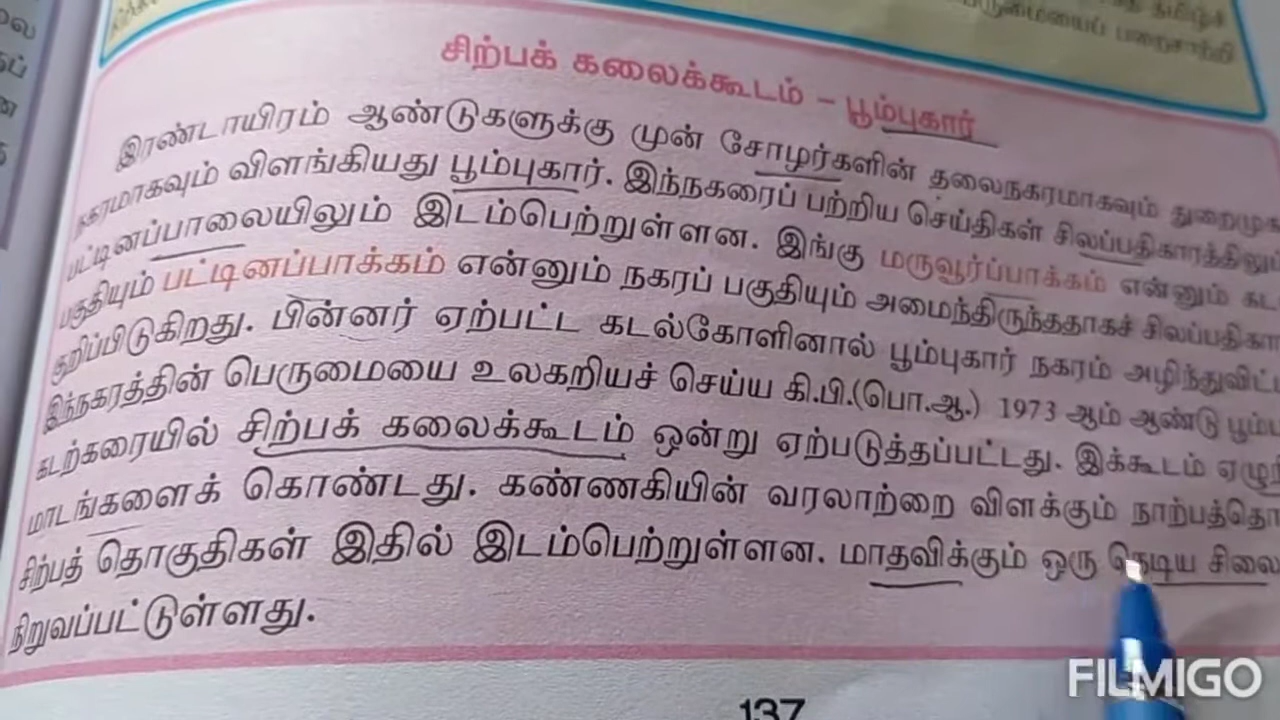 சிற்பக் கலைக்கூடம் – பூம்புகார்
இரண்டாயிரம் ஆண்டுகளுக்கு முன் சோழர்களின் தலைநகரமாகவும் துறைமுக
நகரமாகவும் விளங்கியது பூம்புகார். இந்நகரைப் பற்றிய செய்திகள் சிலப்பதிகாரத்திலும்
பட்டினப்பாலையிலும் இடம்பெற்றுள்ளன. இங்கு மருவூர்ப்பாக்கம் என்னும் கட
பகுதியும் பட்டினப்பாக்கம் என்னும் நகரப் பகுதியும் அமைந்திருந்ததாகச் சிலப்பதிகா
குறிப்பிடுகிறது. பின்னர் ஏற்பட்ட கடல்கோளினால் பூம்புகார் நகரம் அழிந்துவிட்
இந்நகரத்தின் பெருமையை உலகறியச் செய்ய கி.பி.(பொ.ஆ.) 1973 ஆம் ஆண்டு பூம்பு
கடற்கரையில் சிற்பக் கலைக்கூடம் ஒன்று ஏற்படுத்தப்பட்டது. இக்கூடம் ஏழுநி
மாடங்களைக் கொண்டது. கண்ணகியின் வரலாற்றை விளக்கும் நாற்பத்தொ
சிற்பத் தொகுதிகள் இதில் இடம்பெற்றுள்ளன. மாதவிக்கும் ஒரு நெடிய சிலை
நிறுவப்பட்டுள்ளது.
137
FILMIGO